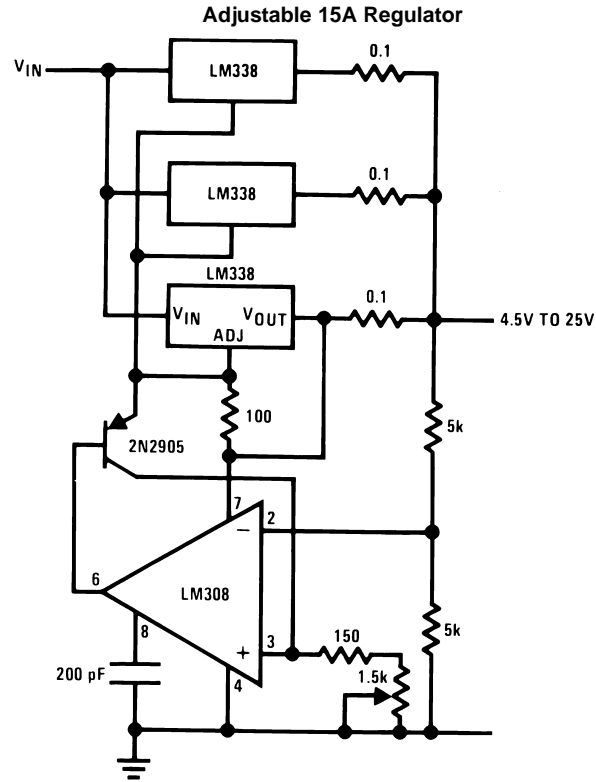 Adjustable 15A Regulator
0.1
VIN
LM338
0.1
LM338
LM338
0.1
VIN
VOUT
ADJ
4.5V TO 25V
100
5k
2N2905
7
2
−
6
LM308
8
+
3
150
5k
1.5k
200 pF
4